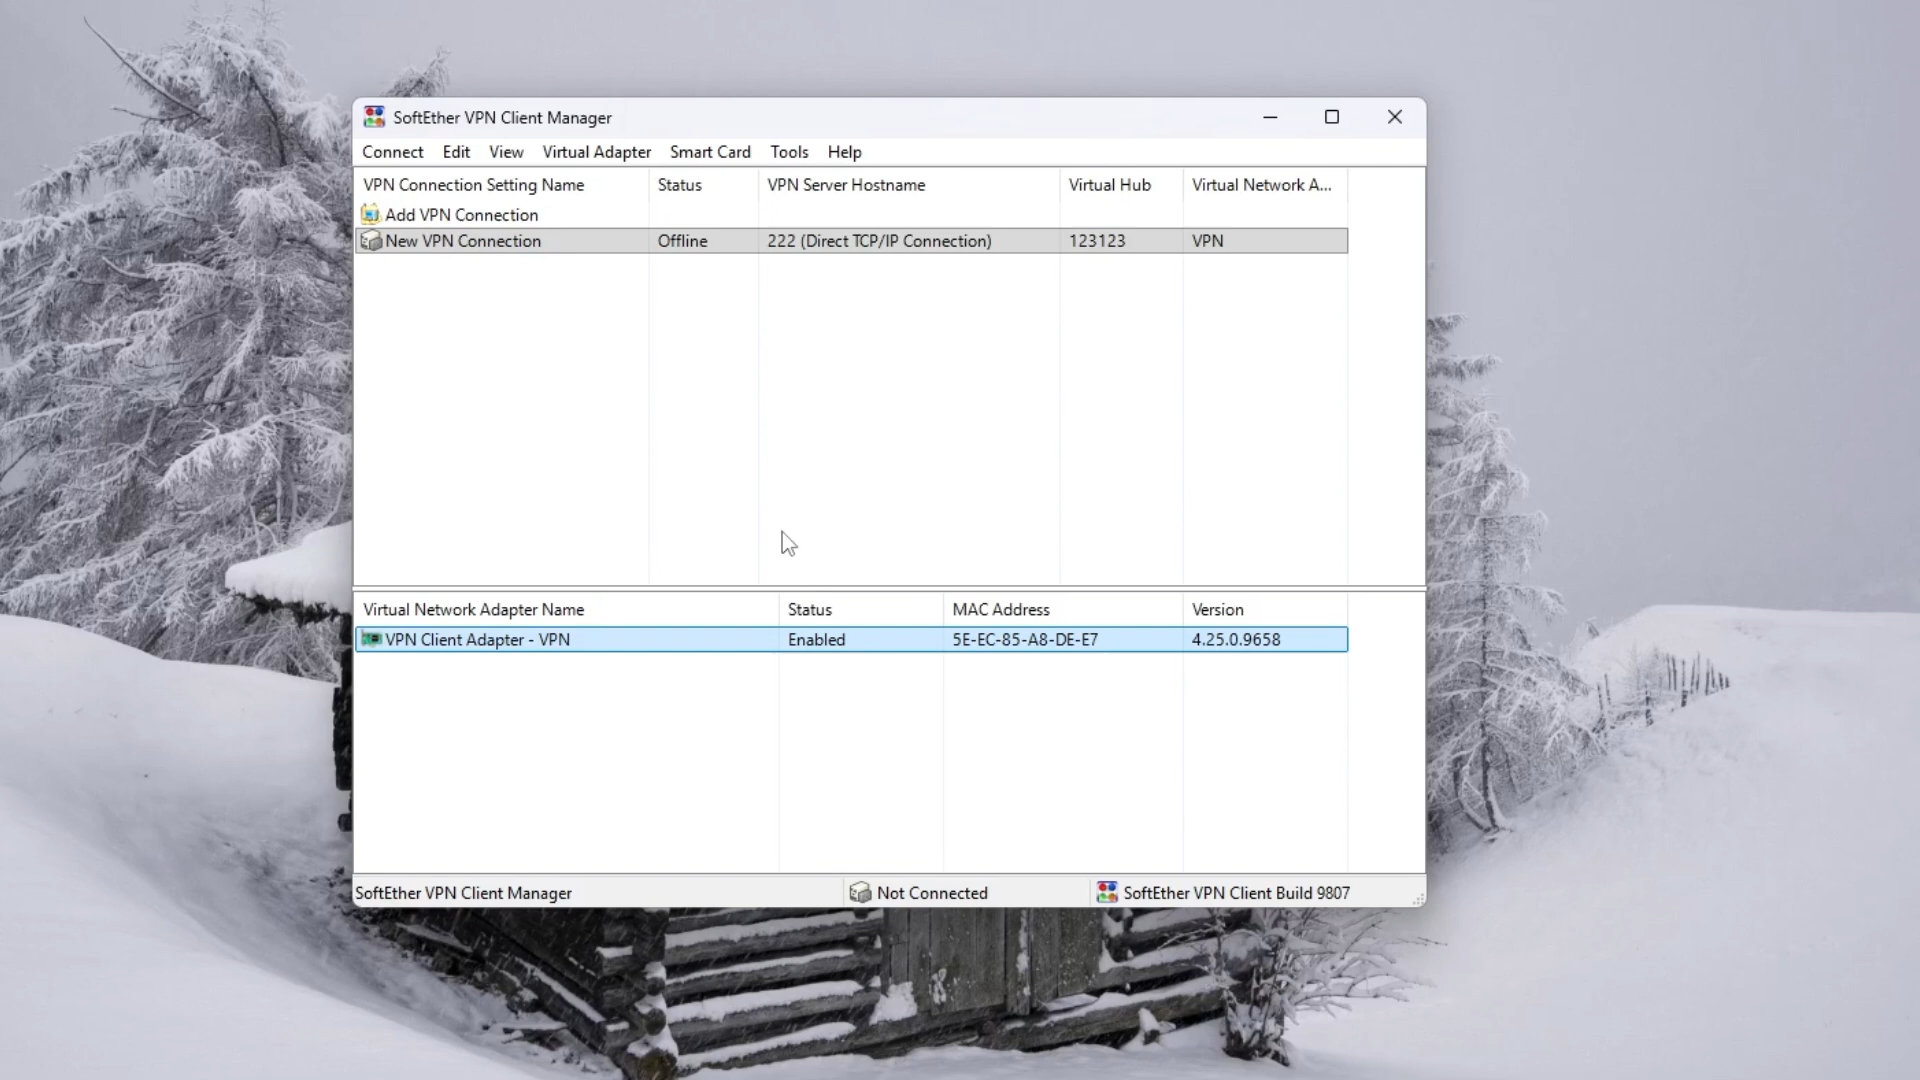 SoftEther VPN Client Manager
Connect Edit View Virtual Adapter Smart Card Tools Help
VPN Connection Setting Name Status VPN Server Hostname Virtual Hub Virtual Network A...
Add VPN Connection
New VPN Connection Offline 222 (Direct TCP/IP Connection) 123123 VPN
Virtual Network Adapter Name Status MAC Address Version
VPN Client Adapter - VPN Enabled 5E-EC-85-A8-DE-E7 4.25.0.9658
SoftEther VPN Client Manager Not Connected SoftEther VPN Client Build 9807